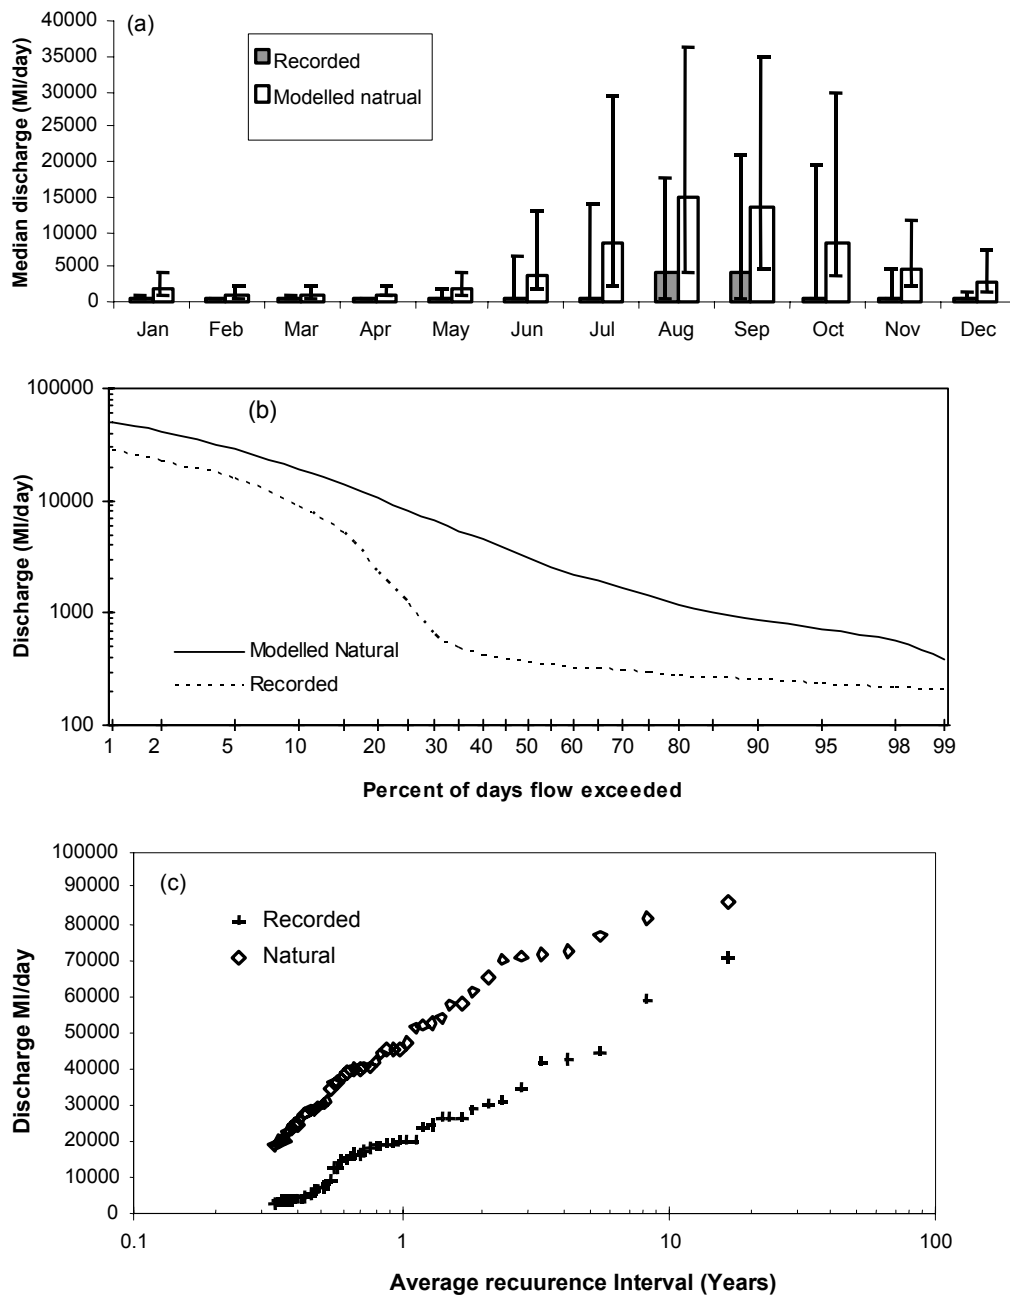 (a)
Median discharge (Ml/day)
40000
35000
30000
25000
20000
15000
10000
5000
0
Recorded
Modelled natrual
Jan Feb Mar Apr May Jun Jul Aug Sep Oct Nov Dec
(b)
Discharge (Ml/day)
100000
10000
1000
100
Modelled Natural
Recorded
1 2 5 10 20 30 40 50 60 70 80 90 95 98 99
Percent of days flow exceeded
(c)
Discharge Ml/day
100000
90000
80000
70000
60000
50000
40000
30000
20000
10000
0
Recorded
Natural
0.1 1 10 100
Average recuurence Interval (Years)